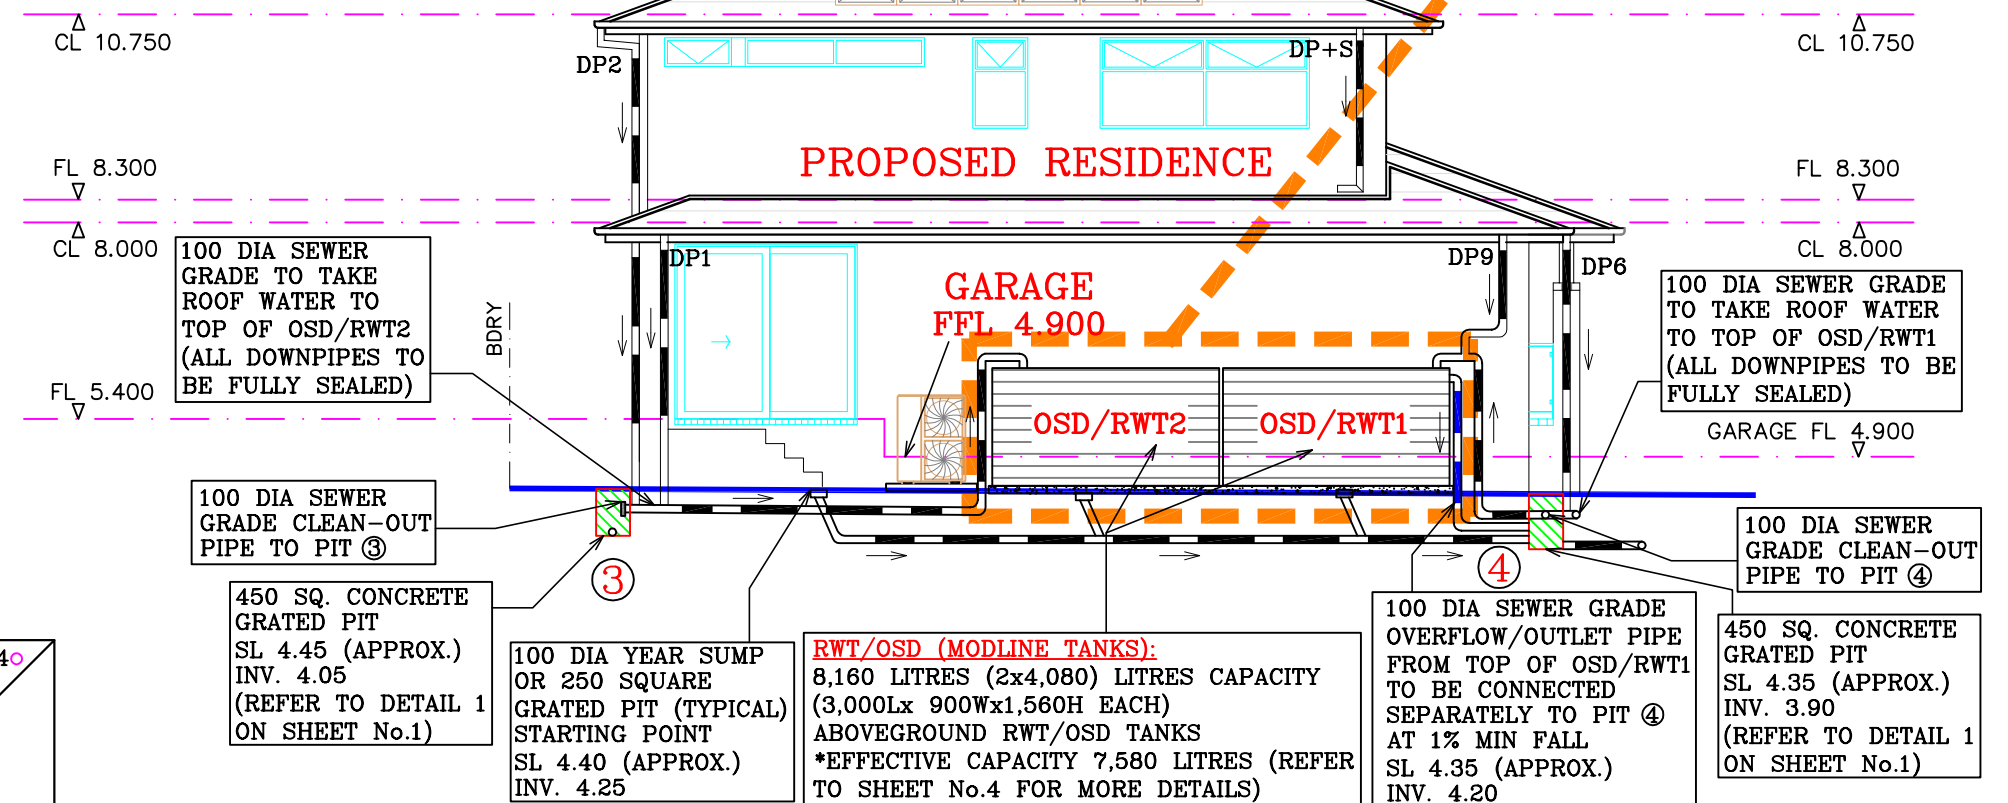 CL 10.750
CL 10.750
DP2
DP+S
PROPOSED RESIDENCE
FL 8.300
FL 8.300
CL 8.000
CL 8.000
100 DIA SEWER
GRADE TO TAKE
ROOF WATER TO
TOP OF OSD/RWT2
(ALL DOWNPIPES TO
BE FULLY SEALED)
BDRY
DP1
GARAGE
FFL 4.900
DP9
DP6
100 DIA SEWER GRADE
TO TAKE ROOF WATER
TO TOP OF OSD/RWT1
(ALL DOWNPIPES TO BE
FULLY SEALED)
FL 5.400
GARAGE FL 4.900
OSD/RWT2
OSD/RWT1
100 DIA SEWER
GRADE CLEAN-OUT
PIPE TO PIT ③
3
4
100 DIA SEWER
GRADE CLEAN-OUT
PIPE TO PIT ④
450 SQ. CONCRETE
GRATED PIT
SL 4.45 (APPROX.)
INV. 4.05
(REFER TO DETAIL 1
ON SHEET No.1)
100 DIA YEAR SUMP
OR 250 SQUARE
GRATED PIT (TYPICAL)
STARTING POINT
SL 4.40 (APPROX.)
INV. 4.25
RWT/OSD (MODLINE TANKS):
8,160 LITRES (2x4,080) LITRES CAPACITY
(3,000Lx 900Wx1,560H EACH)
ABOVEGROUND RWT/OSD TANKS
*EFFECTIVE CAPACITY 7,580 LITRES (REFER
TO SHEET No.4 FOR MORE DETAILS)
100 DIA SEWER GRADE
OVERFLOW/OUTLET PIPE
FROM TOP OF OSD/RWT1
TO BE CONNECTED
SEPARATELY TO PIT ④
AT 1% MIN FALL
SL 4.35 (APPROX.)
INV. 4.20
450 SQ. CONCRETE
GRATED PIT
SL 4.35 (APPROX.)
INV. 3.90
(REFER TO DETAIL 1
ON SHEET No.1)
4